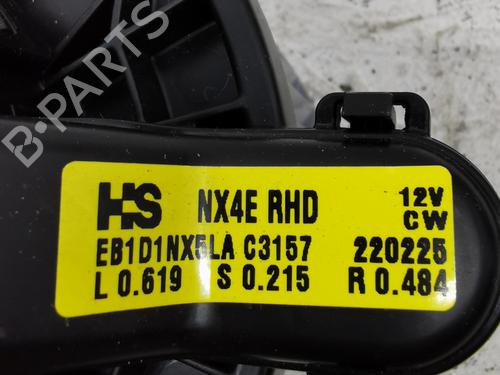 B-PARTS
HS NX4E RHD 12V
CW
EB1D1NX5LA C3157 220225
L 0.619 S 0.215 R 0.484